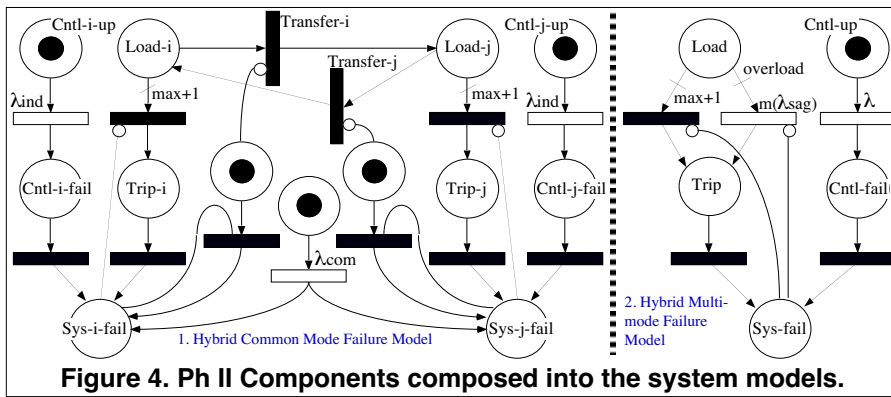 Cntl-i-up
Load-i
Transfer-i
Transfer-j
Load-j
Cntl-j-up
Load
Cntl-up
λind
max+1
max+1
λind
max+1
overload
m(λsag)
λ
Cntl-i-fail
Trip-i
Trip-j
Cntl-j-fail
Trip
Cntl-fail
λcom
Sys-i-fail
1. Hybrid Common Mode Failure Model
Sys-j-fail
2. Hybrid Multi-
mode Failure
Model
Sys-fail
Figure 4. Ph II Components composed into the system models.